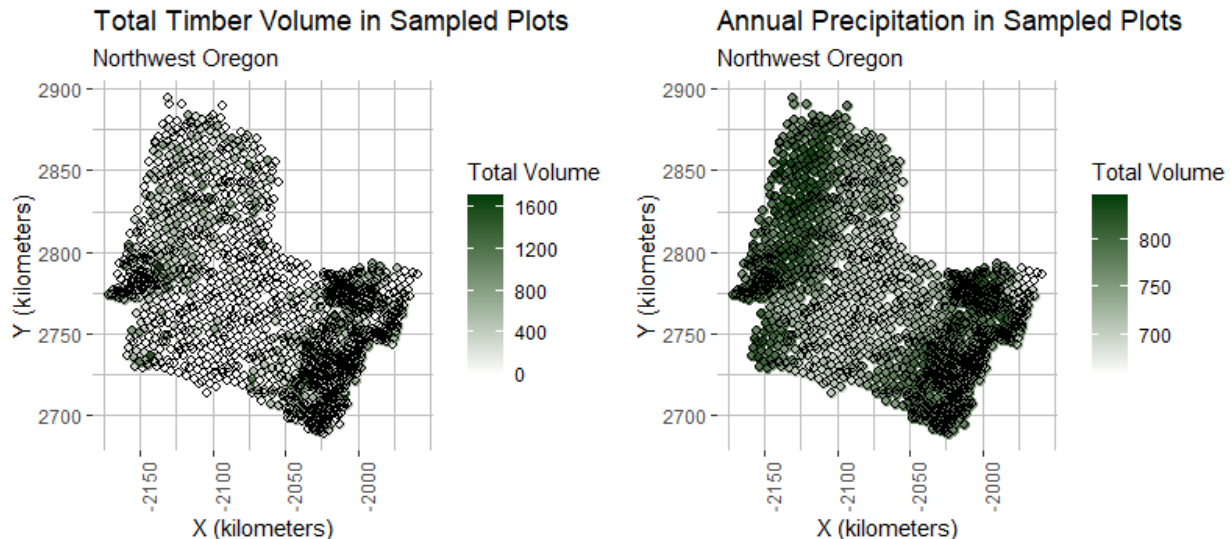 Total Timber Volume in Sampled Plots
Northwest Oregon
2900
2850
2800
2750
2700
Y (kilometers)
-2150
-2100
-2050
-2000
X (kilometers)
Total Volume
1600
1200
800
400
0
Annual Precipitation in Sampled Plots
Northwest Oregon
2900
2850
2800
2750
2700
Y (kilometers)
-2150
-2100
-2050
-2000
X (kilometers)
Total Volume
800
750
700